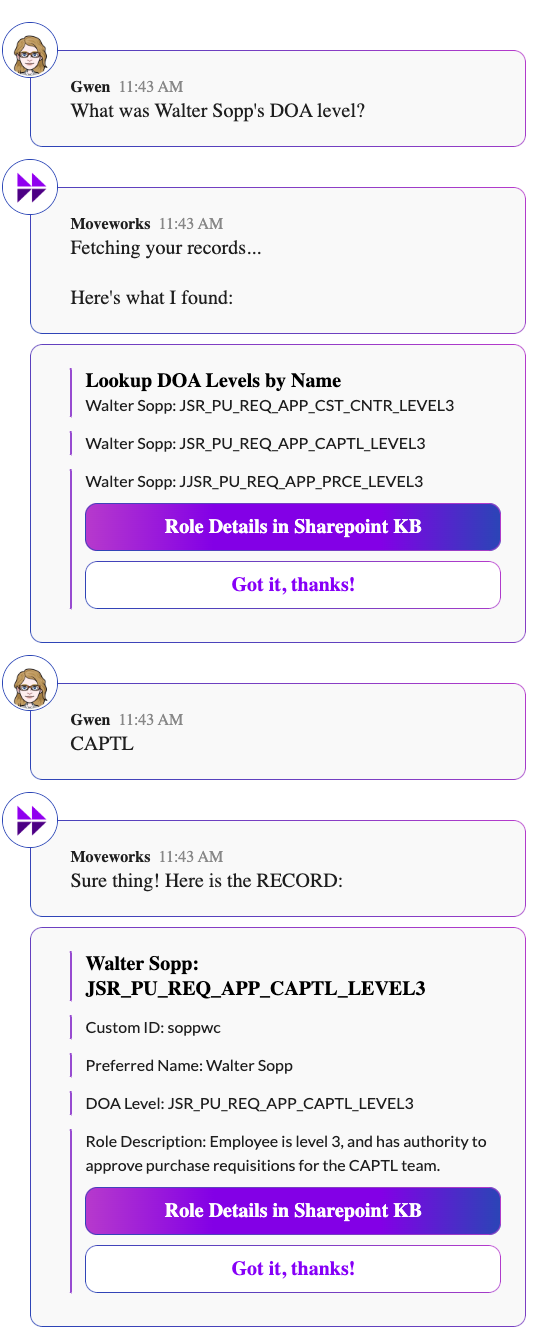 Gwen 11:43 AM
What was Walter Sopp's DOA level?
Moveworks 11:43 AM
Fetching your records...
Here's what I found:
Lookup DOA Levels by Name
Walter Sopp: JSR_PU_REQ_APP_CST_CNTR_LEVEL3
Walter Sopp: JSR_PU_REQ_APP_CAPTL_LEVEL3
Walter Sopp: JJSR_PU_REQ_APP_PRCE_LEVEL3
Role Details in Sharepoint KB
Got it, thanks!
Gwen 11:43 AM
CAPTL
Moveworks 11:43 AM
Sure thing! Here is the RECORD:
Walter Sopp:
JSR_PU_REQ_APP_CAPTL_LEVEL3
Custom ID: soppwc
Preferred Name: Walter Sopp
DOA Level: JSR_PU_REQ_APP_CAPTL_LEVEL3
Role Description: Employee is level 3, and has authority to
approve purchase requisitions for the CAPTL team.
Role Details in Sharepoint KB
Got it, thanks!